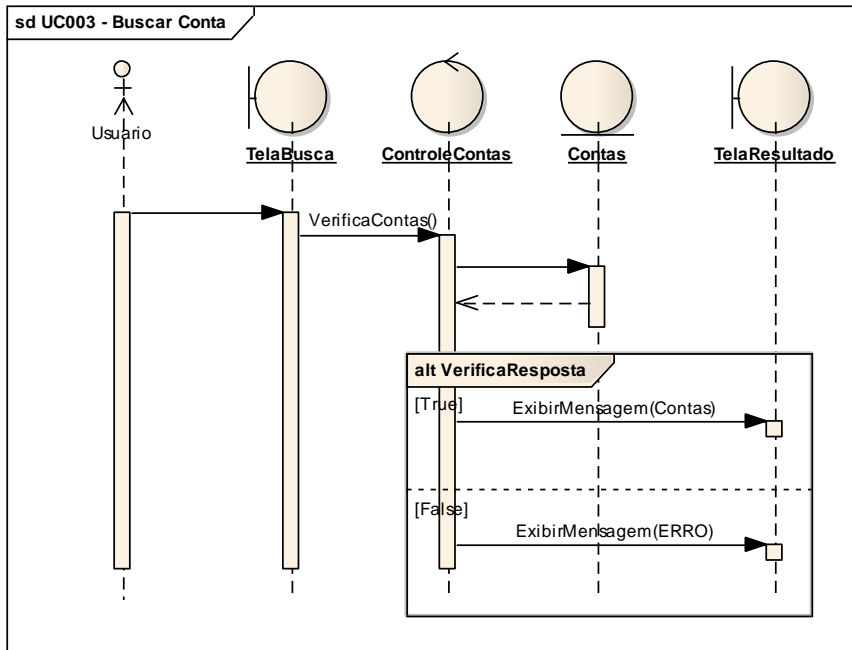 sd UC003 - Buscar Conta
Usuario
TelaBusca
ControleContas
Contas
TelaResultado
VerificaContas()
alt VerificaResposta
[True]
ExibirMensagem(Contas)
[False]
ExibirMensagem(ERRO)